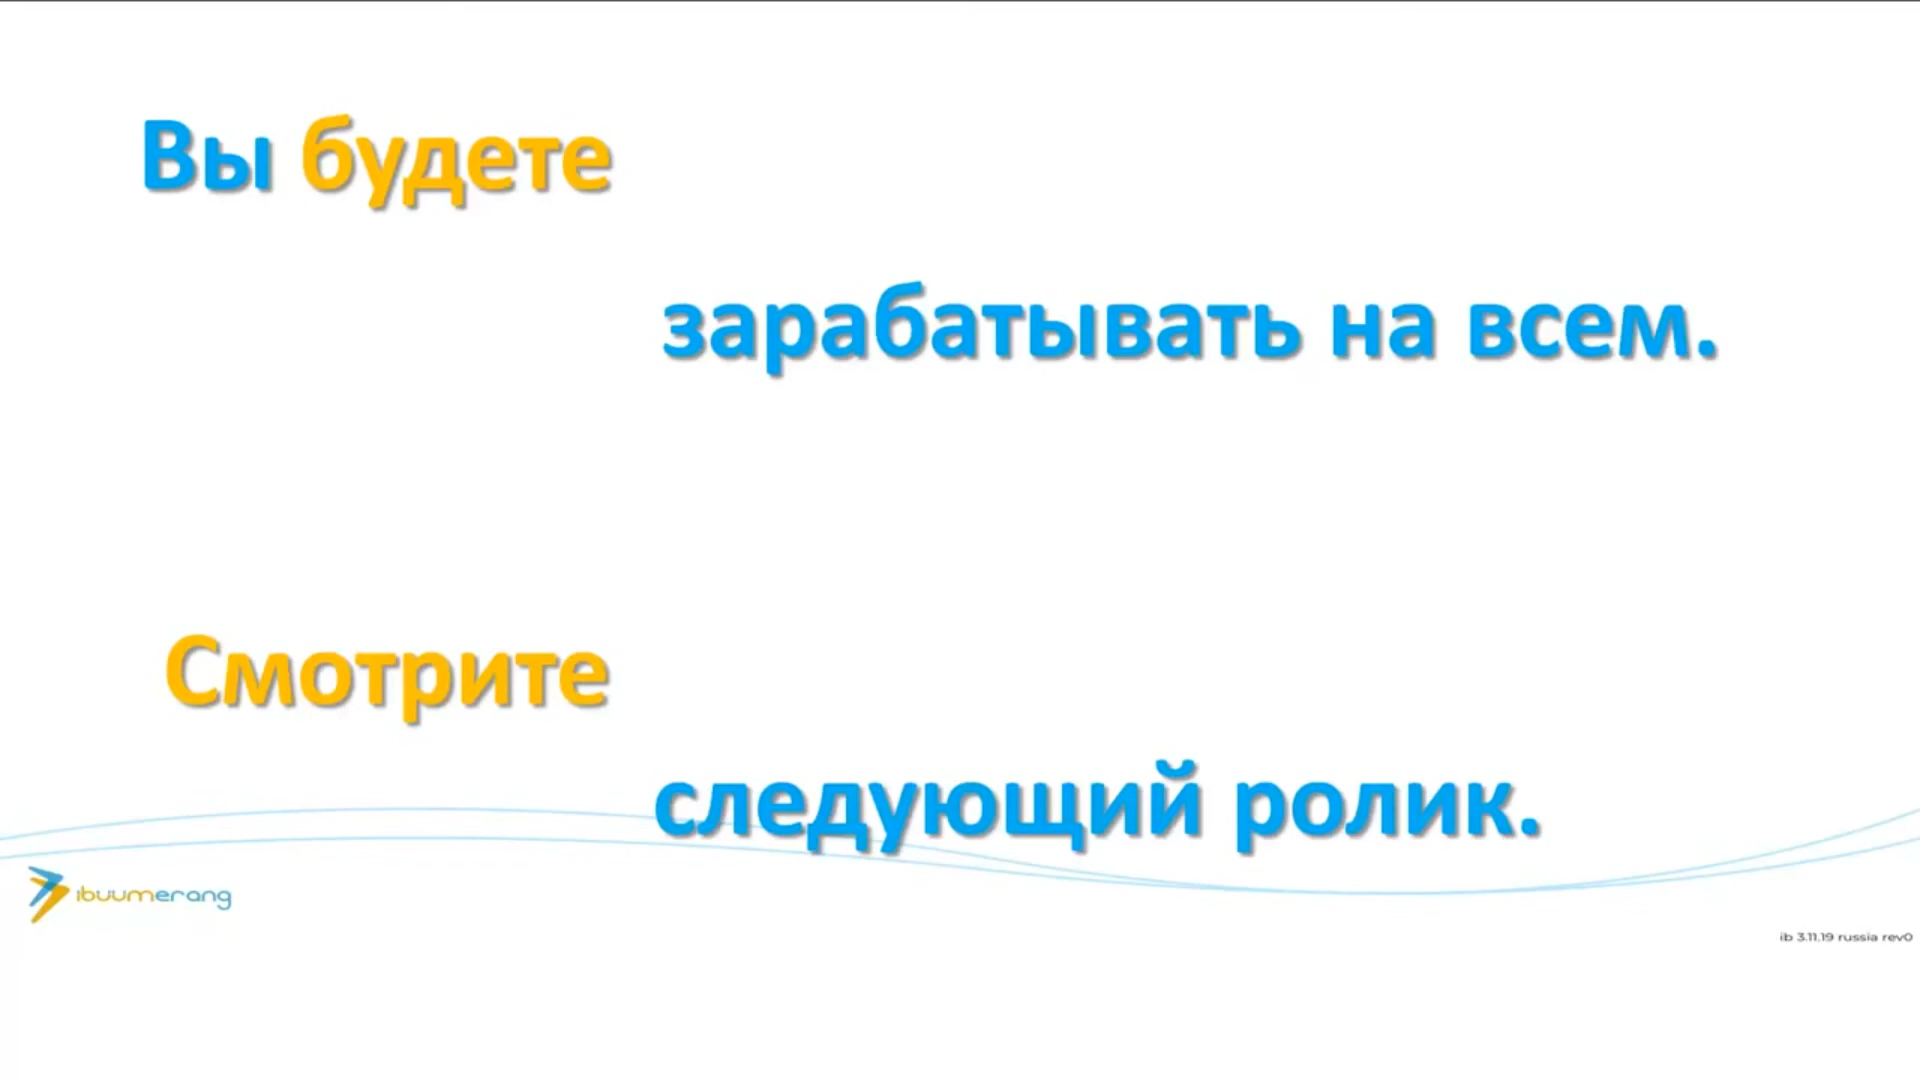 Вы будете
зарабатывать на всем.
Смотрите
следующий ролик.
ibuumerang
ib 3.11.19 russia rev0